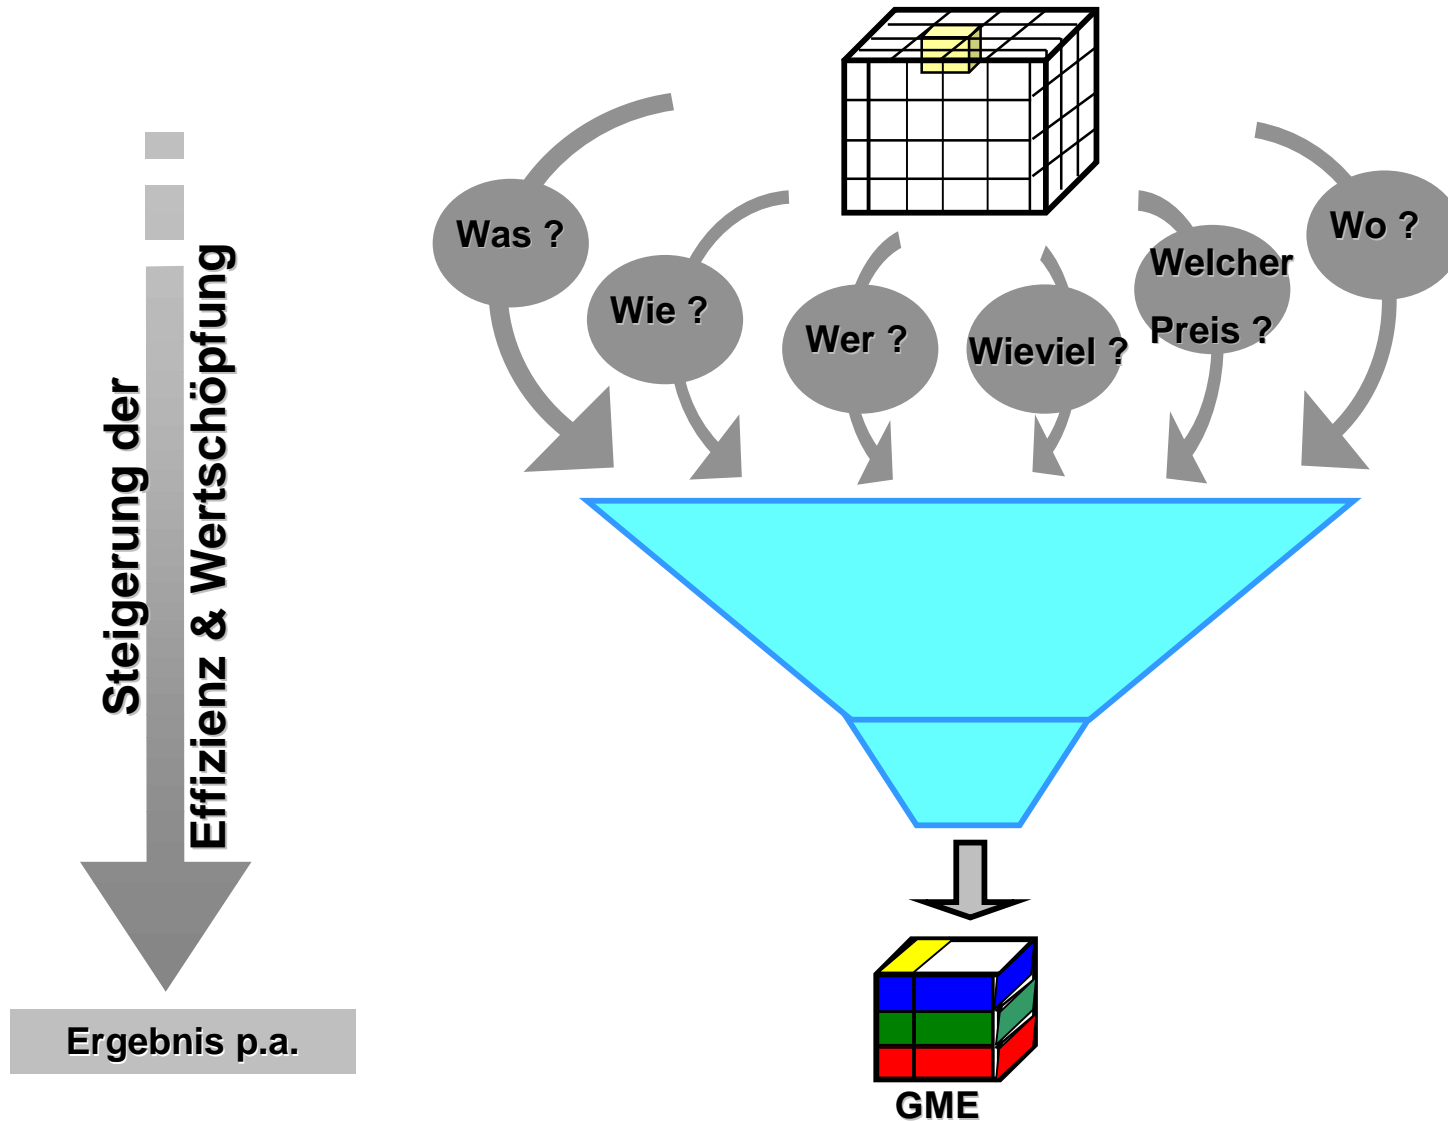 Was ?
Wie ?
Wer ?
Wieviel ?
Welcher
Preis ?
Wo ?
Steigerung der
Effizienz & Wertschöpfung
Ergebnis p.a.
GME